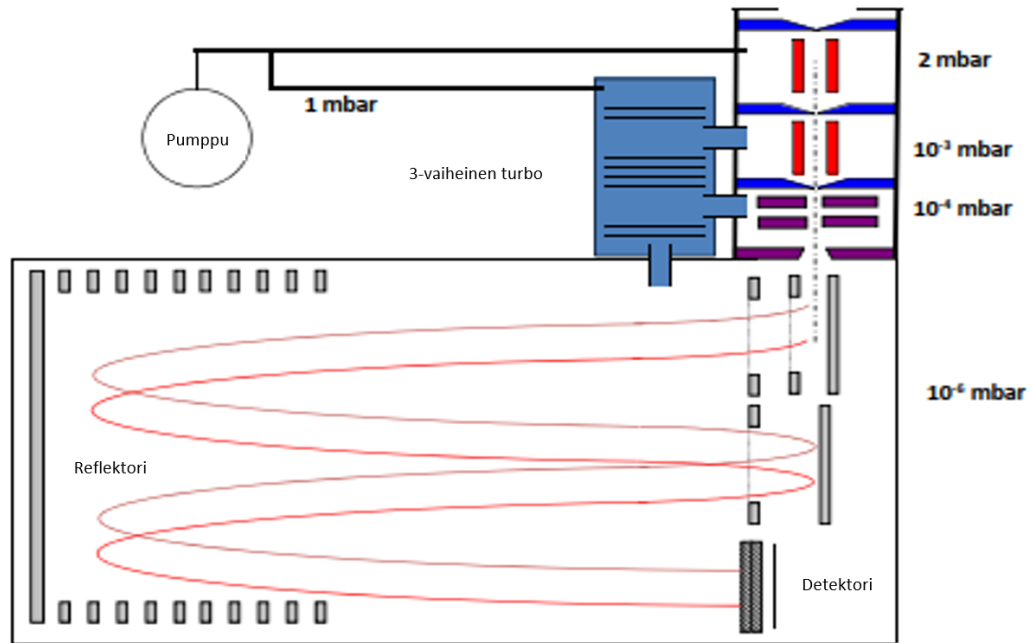 2 mbar
1 mbar
Pumppu
10⁻³ mbar
3-vaiheinen turbo
10⁻⁴ mbar
10⁻⁶ mbar
Reflektori
Detektori